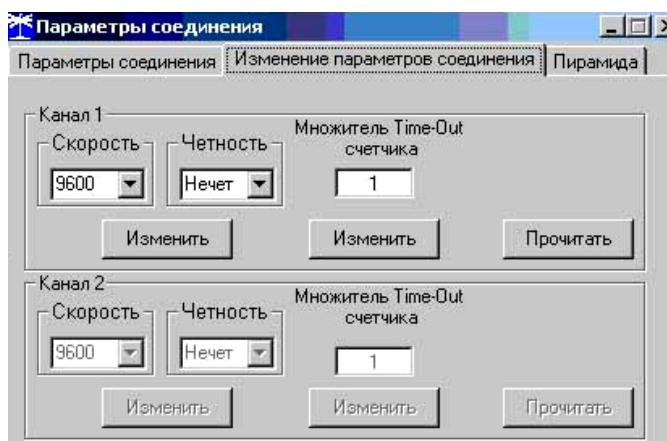 Параметры соединения
Параметры соединения Изменение параметров соединения Пирамида
Канал 1
Скорость Четность Множитель Time-Out
счетчика
9600 Нечет 1
Изменить Изменить Прочитать
Канал 2
Скорость Четность Множитель Time-Out
счетчика
9600 Нечет 1
Изменить Изменить Прочитать